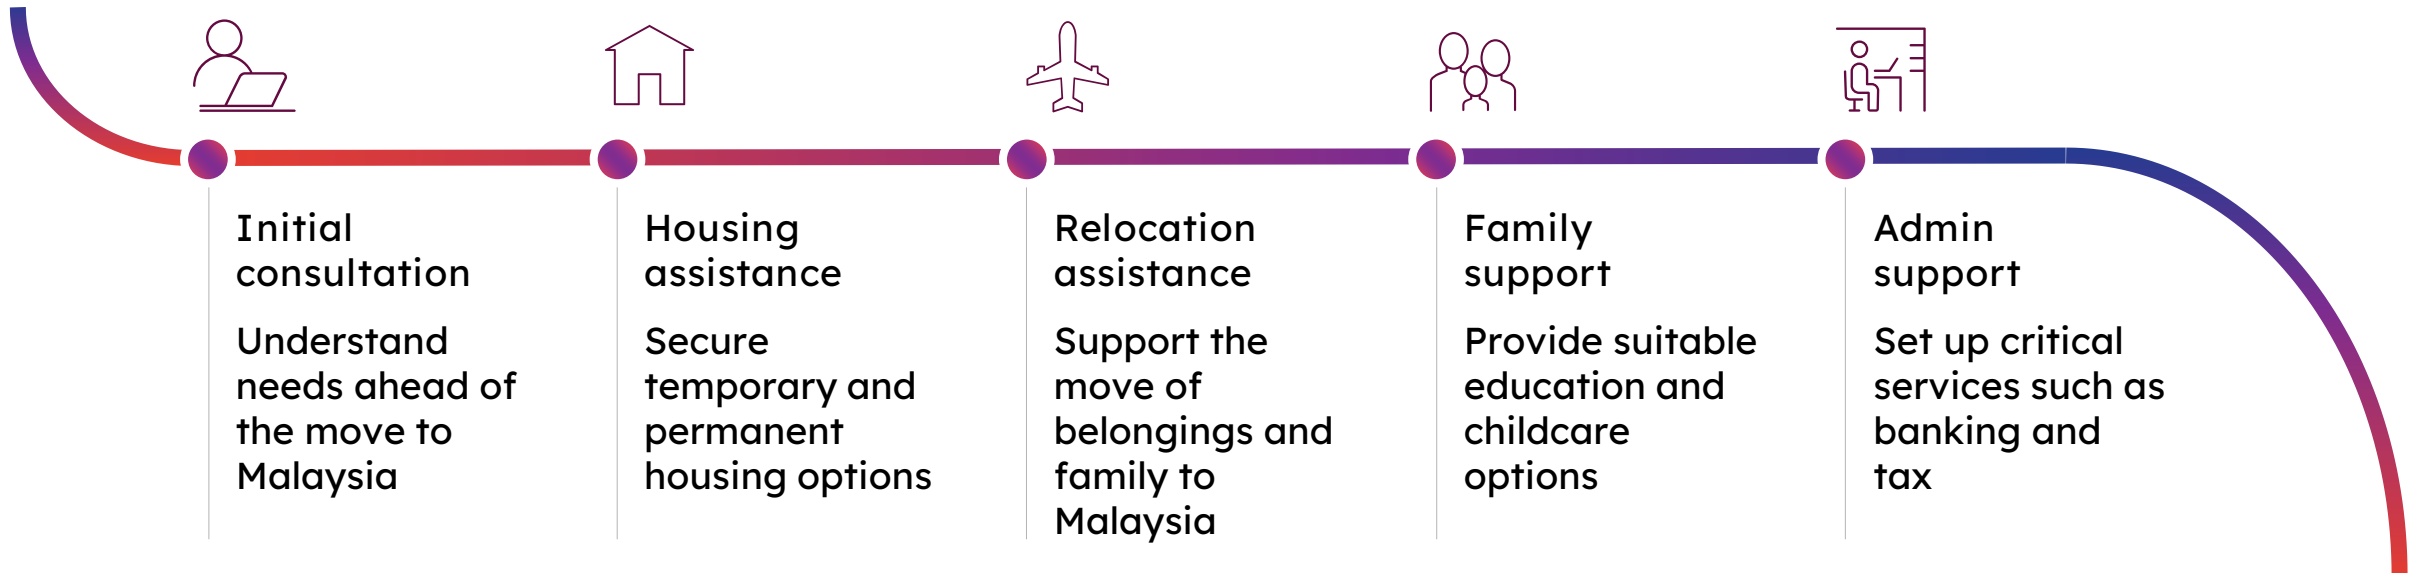 Initial
consultation
Understand
needs ahead of
the move to
Malaysia
Housing
assistance
Secure
temporary and
permanent
housing options
Relocation
assistance
Support the
move of
belongings and
family to
Malaysia
Family
support
Provide suitable
education and
childcare
options
Admin
support
Set up critical
services such as
banking and
tax